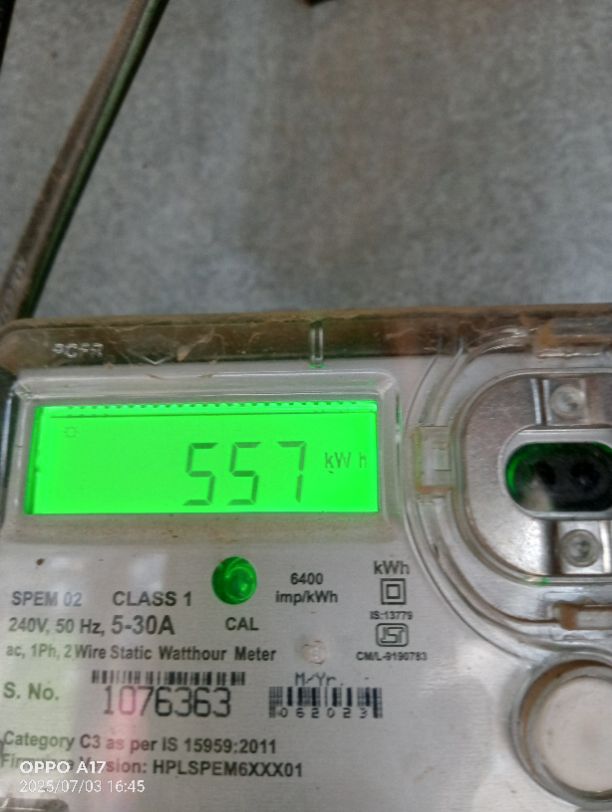 557 kWh
6400
imp/kWh
kWh
SPEM 02 CLASS 1
IS:13779
240V, 50 Hz, 5-30A
CAL
CM/L-9190783
ac, 1Ph, 2 Wire Static Watthour Meter
S. No. 1076363
M/Yr.
062023
Category C3 as per IS 15959:2011
HPLSPEM6XXX01
OPPO A17
2025/07/03 16:45